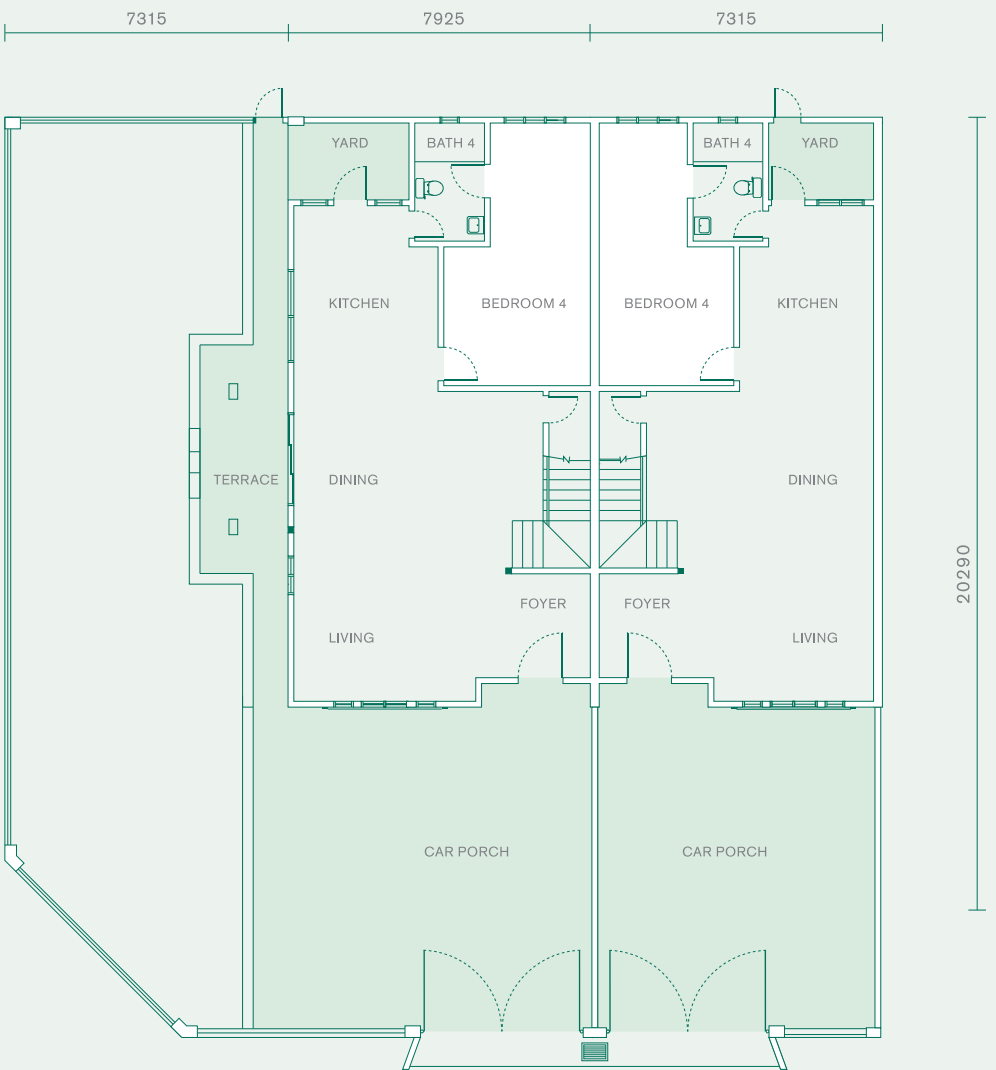 7315 7925 7315
YARD BATH 4 BATH 4 YARD
KITCHEN BEDROOM 4 BEDROOM 4 KITCHEN
TERRACE DINING DINING
20290
FOYER FOYER
LIVING LIVING
CAR PORCH CAR PORCH